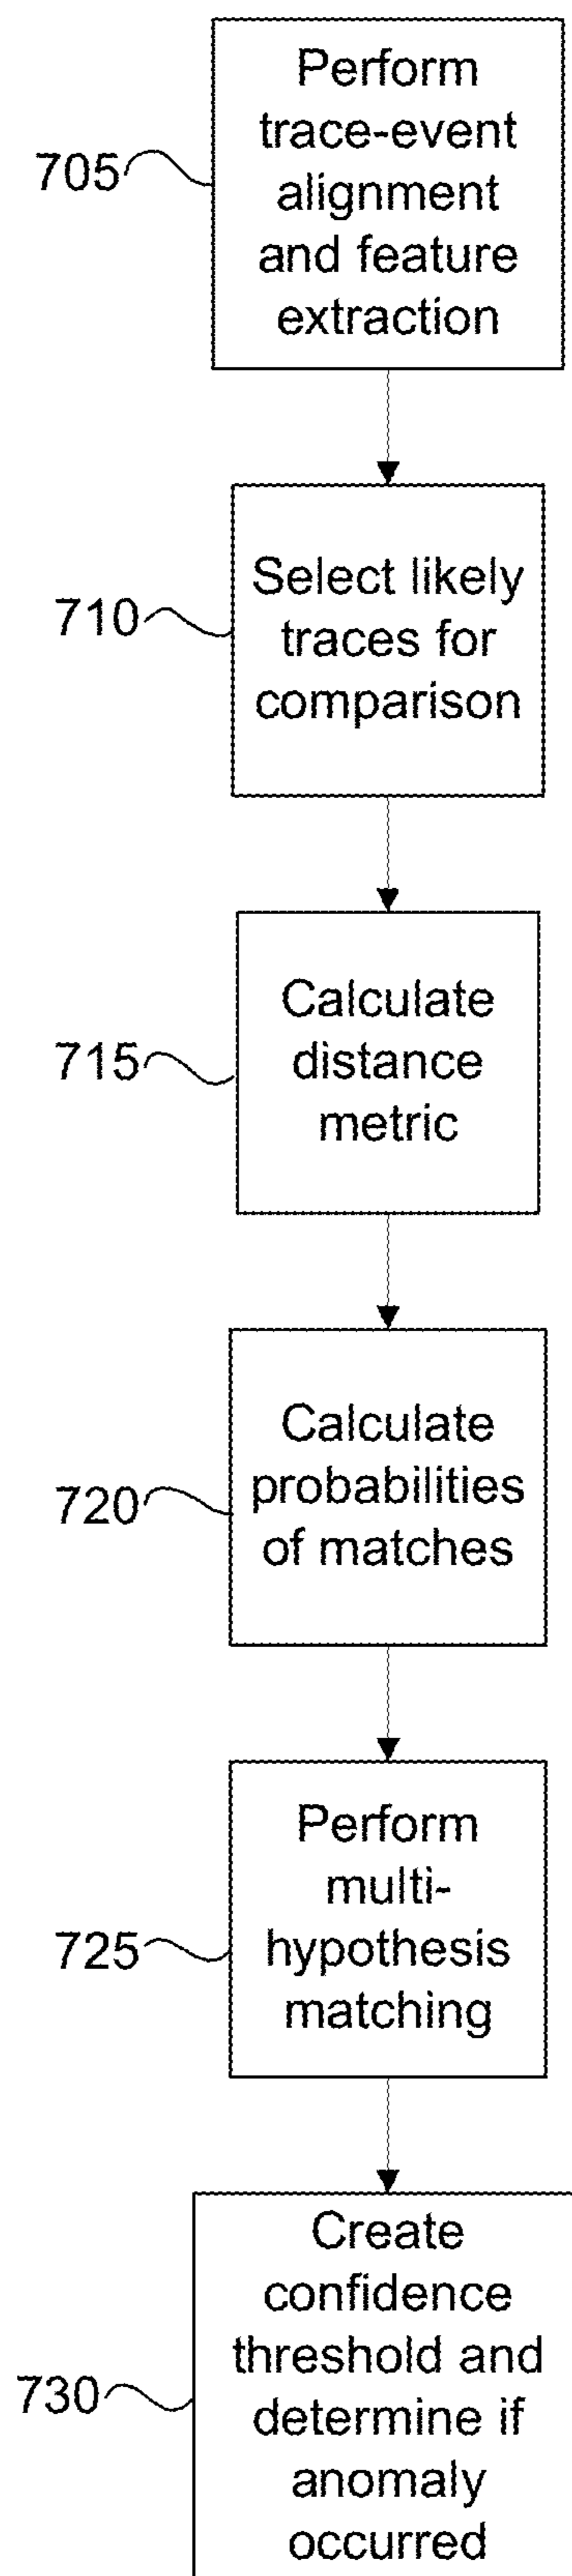 Perform
trace-event
705
alignment
and feature
extraction
Select likely
710
traces for
comparison
Calculate
715
distance
metric
Calculate
720
probabilities
of matches
Perform
multi-
725
hypothesis
matching
Create
confidence
threshold and
730
determine if
anomaly
occurred